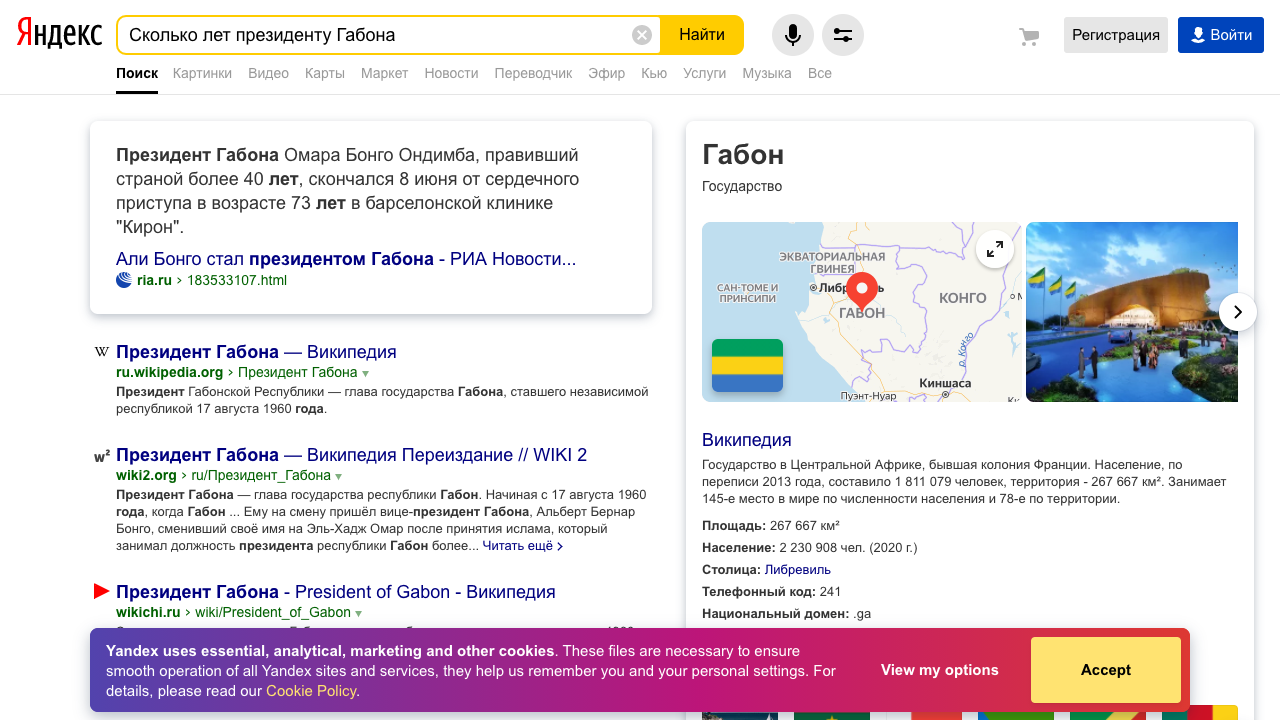 Яндекс
Сколько лет президенту Габона
Найти
Регистрация
Войти
Поиск Картинки Видео Карты Маркет Новости Переводчик Эфир Кью Услуги Музыка Все
Президент Габона Омара Бонго Ондимба, правивший
страной более 40 лет, скончался 8 июня от сердечного
приступа в возрасте 73 лет в барселонской клинике
"Кирон".
Али Бонго стал президентом Габона - РИА Новости...
ria.ru › 183533107.html
Президент Габона — Википедия
ru.wikipedia.org › Президент Габона
Президент Габонской Республики — глава государства Габона, ставшего независимой
республикой 17 августа 1960 года.
Президент Габона — Википедия Переиздание // WIKI 2
wiki2.org › ru/Президент_Габона
Президент Габона — глава государства республики Габон. Начиная с 17 августа 1960
года, когда Габон ... Ему на смену пришёл вице-президент Габона, Альберт Бернар
Бонго, сменивший своё имя на Эль-Хадж Омар после принятия ислама, который
занимал должность президента республики Габон более... Читать ещё ›
Президент Габона - President of Gabon - Википедия
wikichi.ru › wiki/President_of_Gabon
Габон
Государство
ЭКВАТОРИАЛЬНАЯ
ГВИНЕЯ
САН-ТОМЕ И
ПРИНСИПИ
ГАБОН
КОНГО
р. Конго
Киншаса
Пуэнт-Нуар
Википедия
Государство в Центральной Африке, бывшая колония Франции. Население, по
переписи 2013 года, составило 1 811 079 человек, территория - 267 667 км². Занимает
145-е место в мире по численности населения и 78-е по территории.
Площадь: 267 667 км²
Население: 2 230 908 чел. (2020 г.)
Столица: Либревиль
Телефонный код: 241
Национальный домен: .ga
Yandex uses essential, analytical, marketing and other cookies. These files are necessary to ensure
smooth operation of all Yandex sites and services, they help us remember you and your personal settings. For
details, please read our Cookie Policy.
View my options
Accept